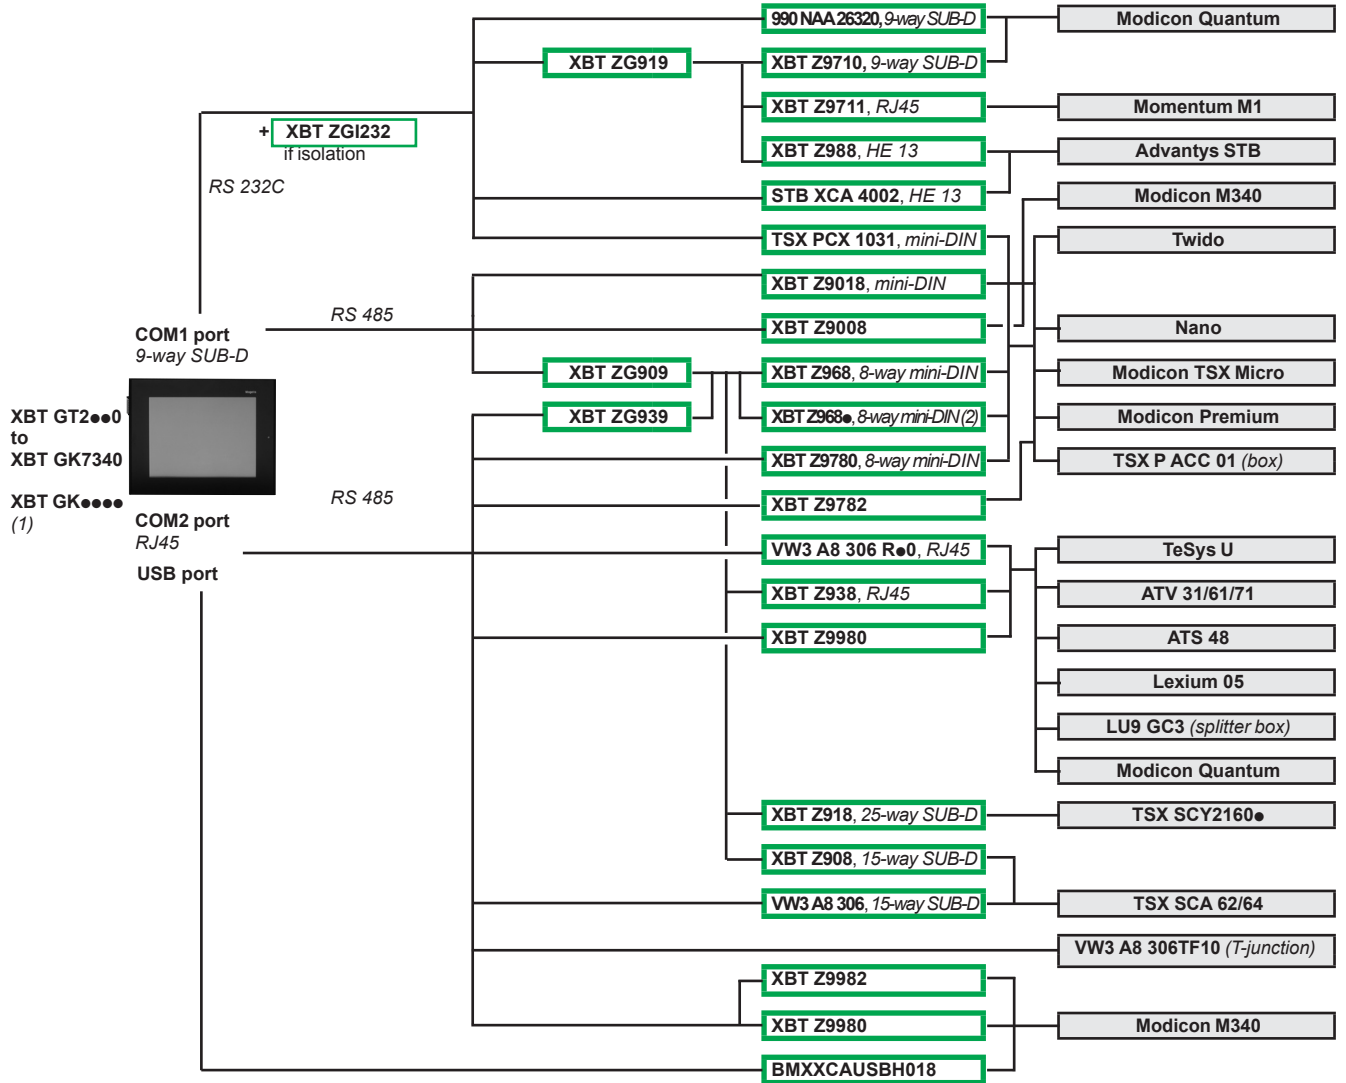 990 NAA 26320, 9-way SUB-D
Modicon Quantum
XBT ZG919
XBT Z9710, 9-way SUB-D
XBT Z9711, RJ45
Momentum M1
+ XBT ZGI232
if isolation
XBT Z988, HE 13
Advantys STB
RS 232C
STB XCA 4002, HE 13
Modicon M340
TSX PCX 1031, mini-DIN
Twido
XBT Z9018, mini-DIN
RS 485
COM1 port
9-way SUB-D
XBT Z9008
Nano
XBT ZG909
XBT Z968, 8-way mini-DIN
Modicon TSX Micro
XBT GT2●●0
to
XBT GK7340
XBT GK●●●●
(1)
XBT ZG939
XBT Z968●, 8-way mini-DIN (2)
Modicon Premium
XBT Z9780, 8-way mini-DIN
TSX P ACC 01 (box)
RS 485
XBT Z9782
COM2 port
RJ45
USB port
VW3 A8 306 R●0, RJ45
TeSys U
XBT Z938, RJ45
ATV 31/61/71
XBT Z9980
ATS 48
Lexium 05
LU9 GC3 (splitter box)
Modicon Quantum
XBT Z918, 25-way SUB-D
TSX SCY2160●
XBT Z908, 15-way SUB-D
VW3 A8 306, 15-way SUB-D
TSX SCA 62/64
VW3 A8 306TF10 (T-junction)
XBT Z9982
XBT Z9980
Modicon M340
BMXXCAUSBH018